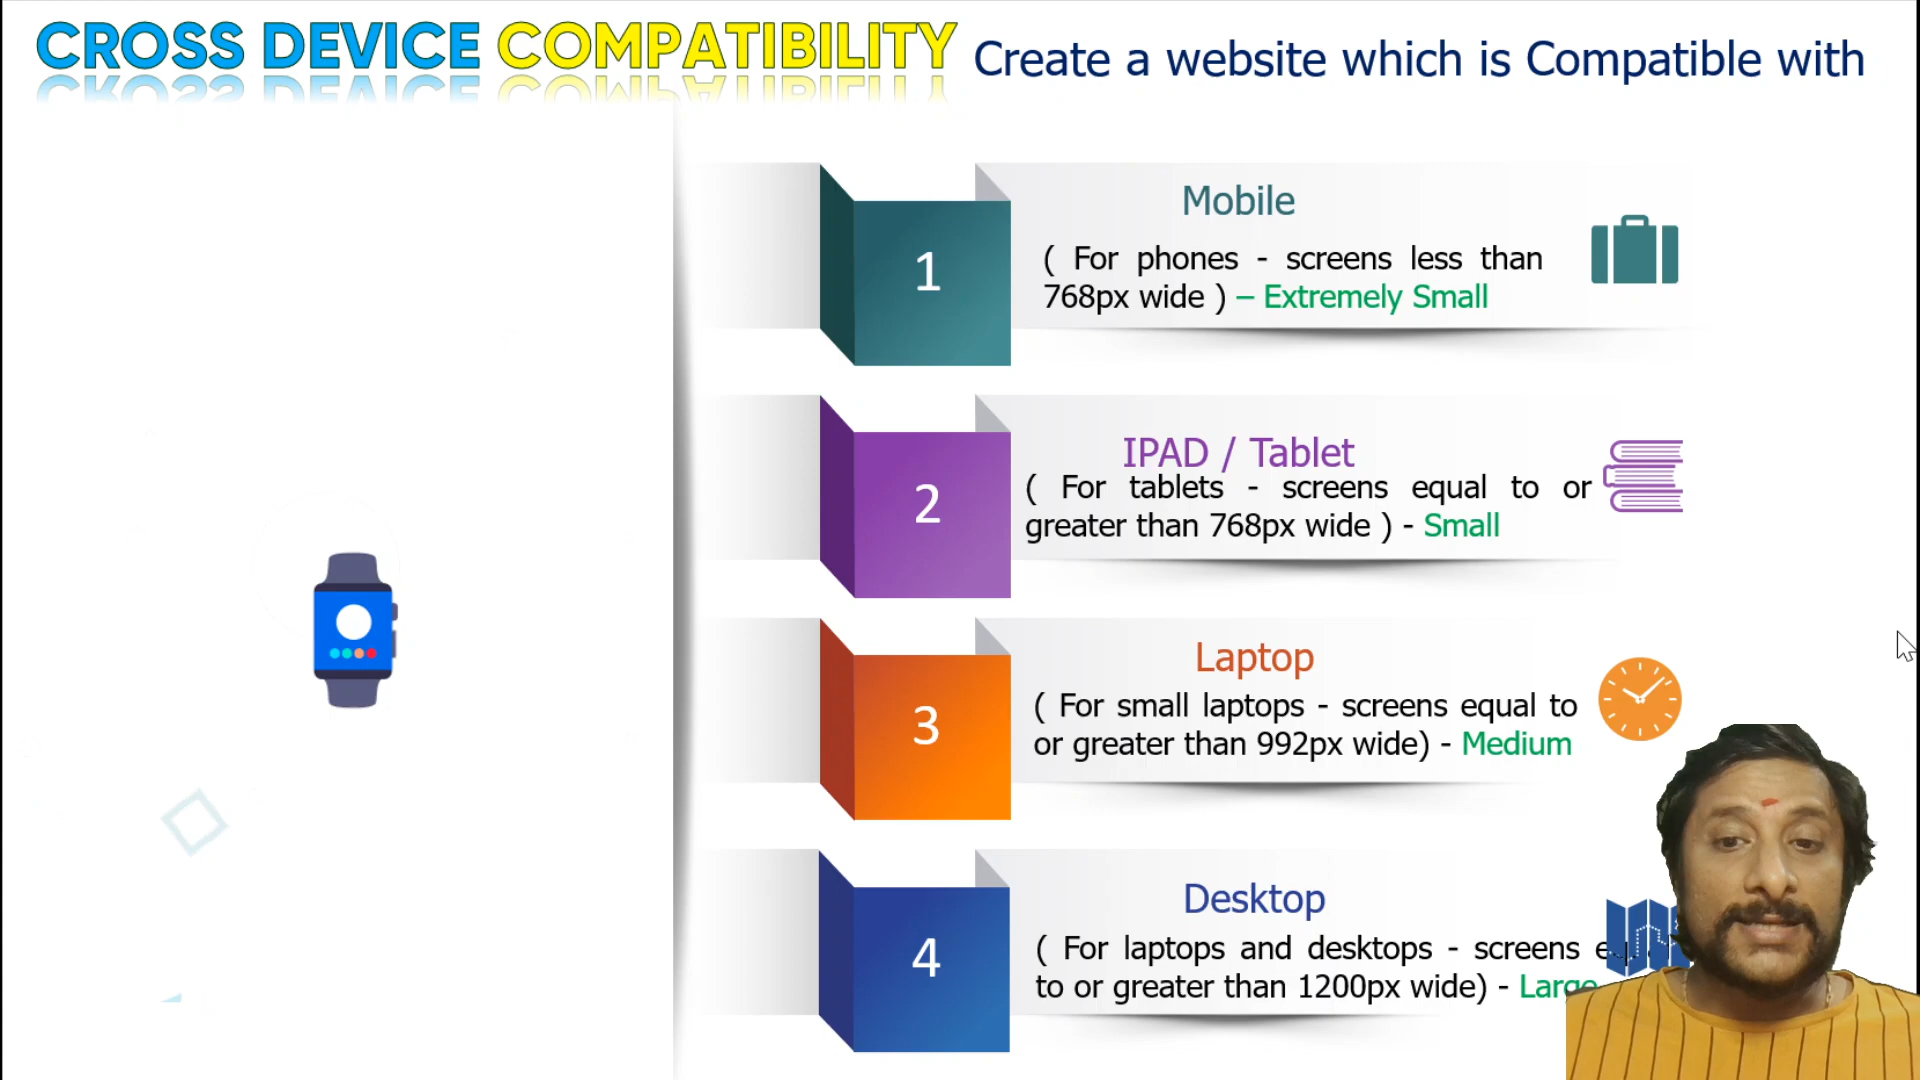 CROSS DEVICE COMPATIBILITY
Create a website which is Compatible with
1
Mobile
( For phones - screens less than
768px wide ) – Extremely Small
2
IPAD / Tablet
( For tablets - screens equal to or
greater than 768px wide ) - Small
3
Laptop
( For small laptops - screens equal to
or greater than 992px wide) - Medium
4
Desktop
( For laptops and desktops - screens
to or greater than 1200px wide) - Large